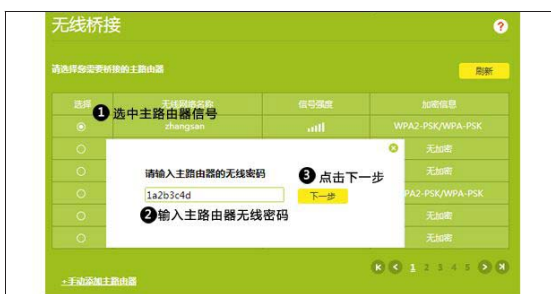 无线桥接
?
请选择您需要桥接的主路由器
刷新
选择 无线网络名称 信号强度 加密信息
1 选中主路由器信号
zhangsan WPA2-PSK/WPA-PSK
无加密
请输入主路由器的无线密码
3 点击下一步
无加密
1a2b3c4d 下一步
PA2-PSK/WPA-PSK
2 输入主路由器无线密码
无加密
无加密
1 2 3 4 5
+手动添加主路由器